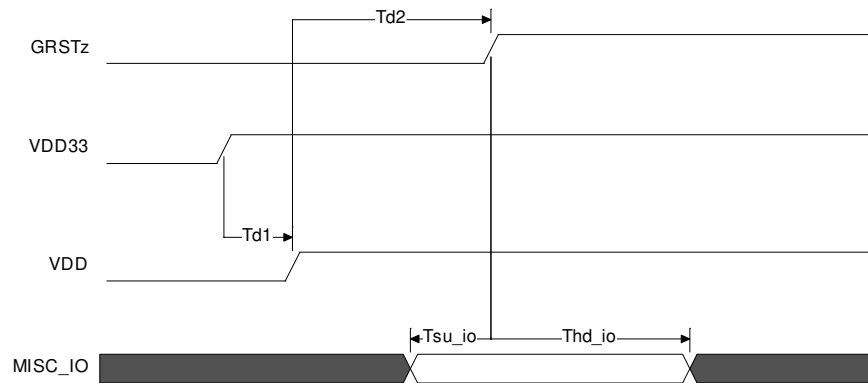 Td2
GRSTz
VDD33
Td1
VDD
Tsu_io Thd_io
MISC_IO